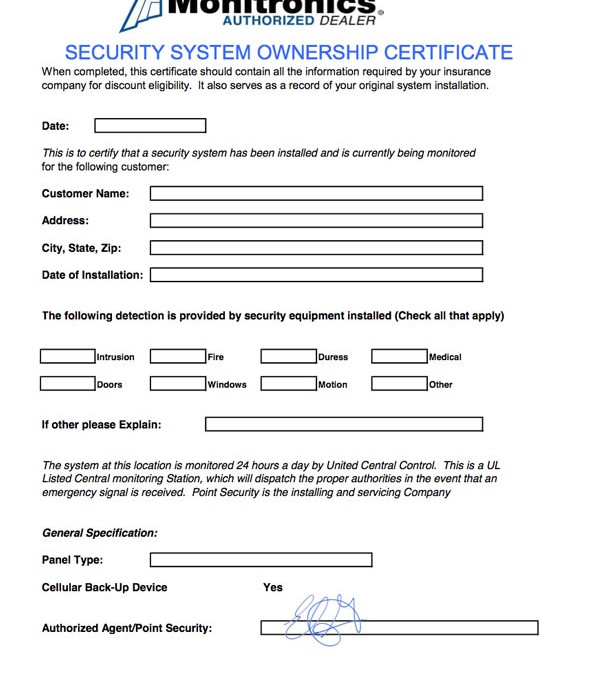 Monitronics®
AUTHORIZED DEALER
SECURITY SYSTEM OWNERSHIP CERTIFICATE
When completed, this certificate should contain all the information required by your insurance
company for discount eligibility. It also serves as a record of your original system installation.
Date:
This is to certify that a security system has been installed and is currently being monitored
for the following customer:
Customer Name:
Address:
City, State, Zip:
Date of Installation:
The following detection is provided by security equipment installed (Check all that apply)
Intrusion Fire Duress Medical
Doors Windows Motion Other
If other please Explain:
The system at this location is monitored 24 hours a day by United Central Control. This is a UL
Listed Central monitoring Station, which will dispatch the proper authorities in the event that an
emergency signal is received. Point Security is the installing and servicing Company
General Specification:
Panel Type:
Cellular Back-Up Device Yes
Authorized Agent/Point Security: